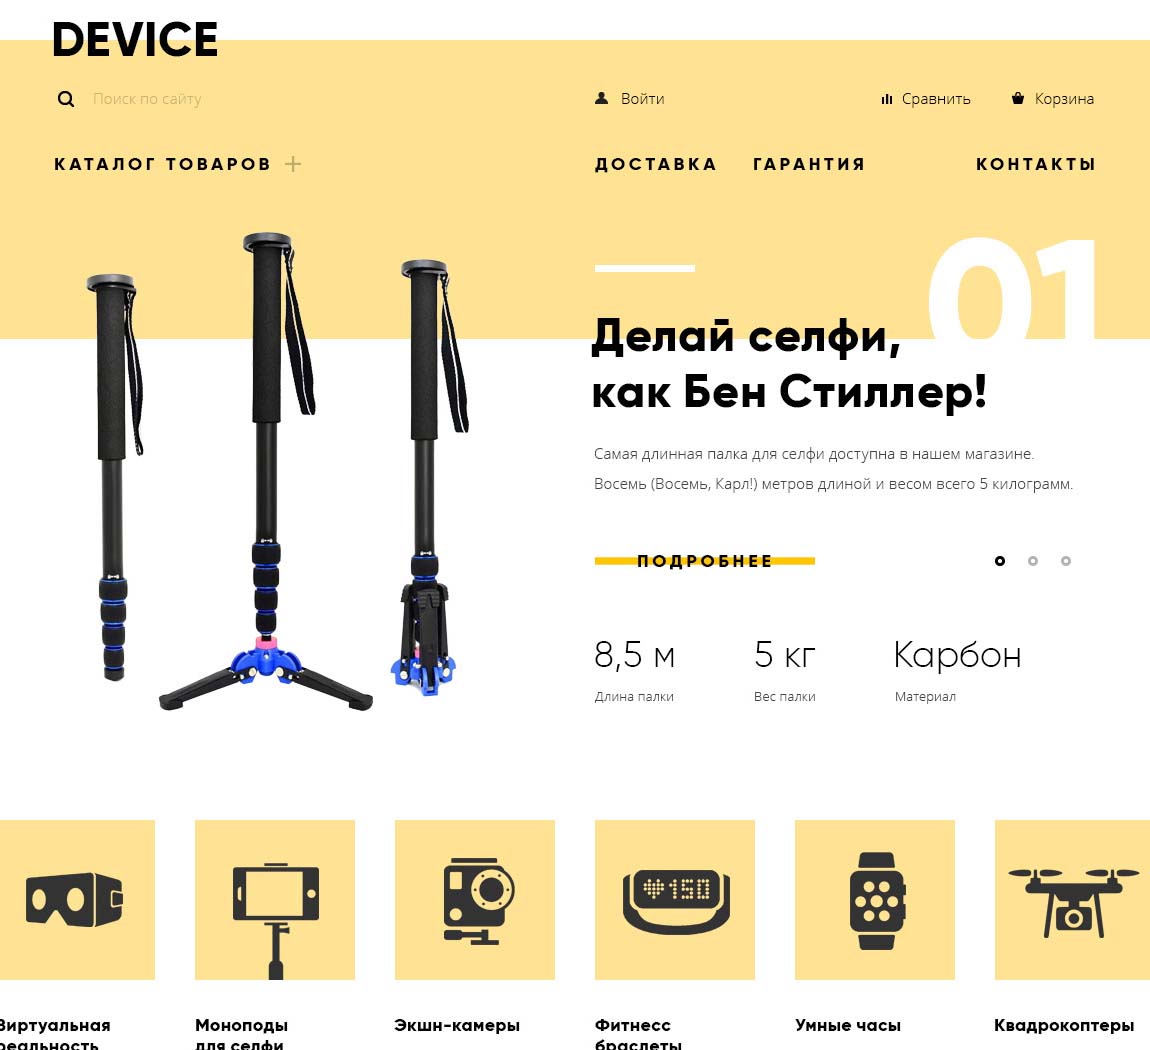 DEVICE
Поиск по сайту
Войти
Сравнить
Корзина
КАТАЛОГ ТОВАРОВ
ДОСТАВКА
ГАРАНТИЯ
КОНТАКТЫ
01
Делай селфи,
как Бен Стиллер!
Самая длинная палка для селфи доступна в нашем магазине.
Восемь (Восемь, Карл!) метров длиной и весом всего 5 килограмм.
ПОДРОБНЕЕ
8,5 м
5 кг
Карбон
Длина палки
Вес палки
Материал
150
Виртуальная
реальность
Моноподы
для селфи
Экшн-камеры
Фитнесс
браслеты
Умные часы
Квадрокоптеры